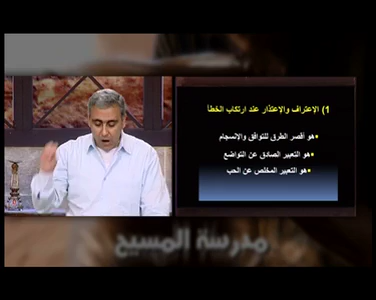 1) الإعتراف والإعتذار عند ارتكاب الخطأ
•هو أقصر الطرق للتوافق والإنسجام
•هو التعبير الصادق عن التواضع
•هو التعبير المخلص عن الحب
مدرسة المسيح